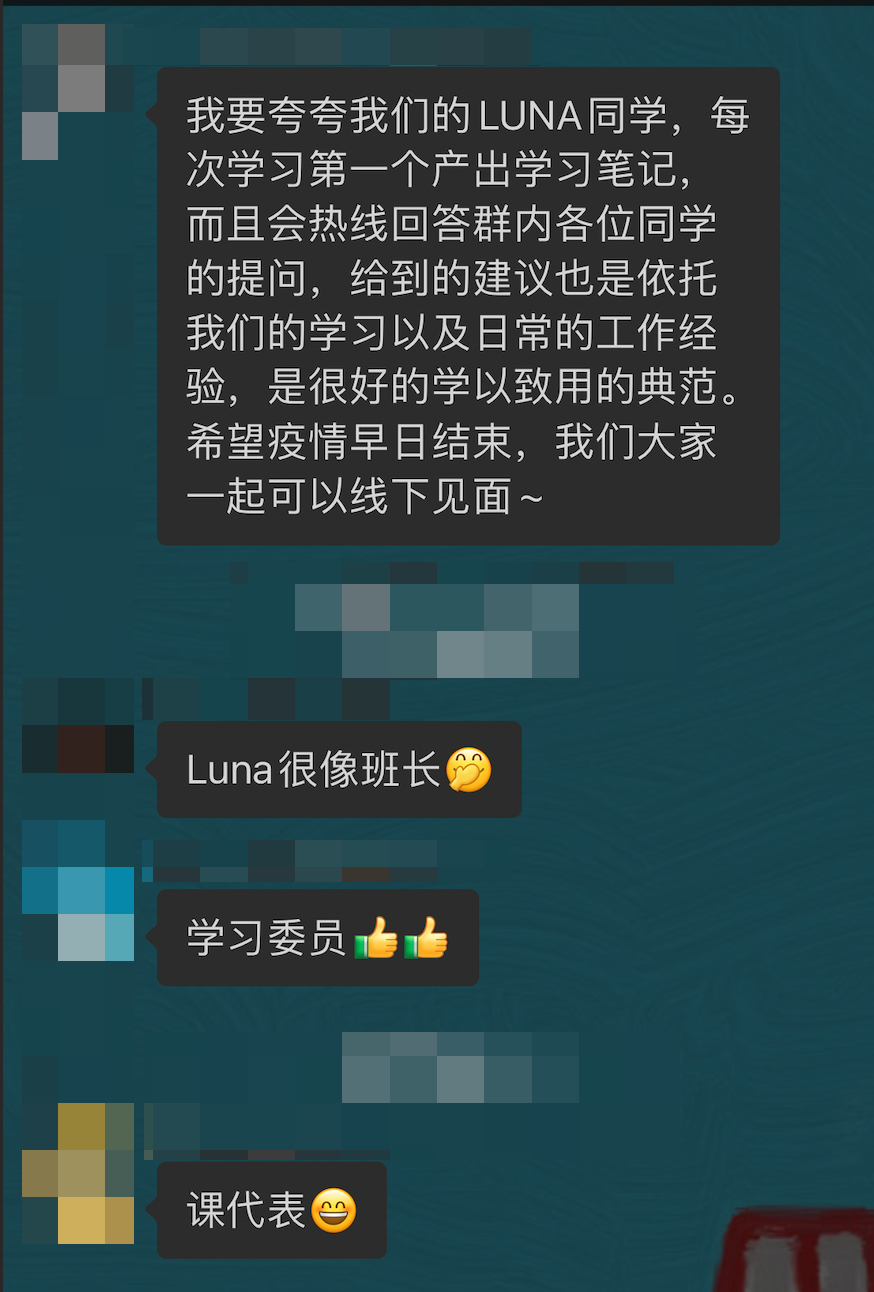 我要夸夸我们的LUNA同学，每
次学习第一个产出学习笔记，
而且会热线回答群内各位同学
的提问，给到的建议也是依托
我们的学习以及日常的工作经
验，是很好的学以致用的典范。
希望疫情早日结束，我们大家
一起可以线下见面~
Luna很像班长🤭
学习委员👍👍
课代表😄